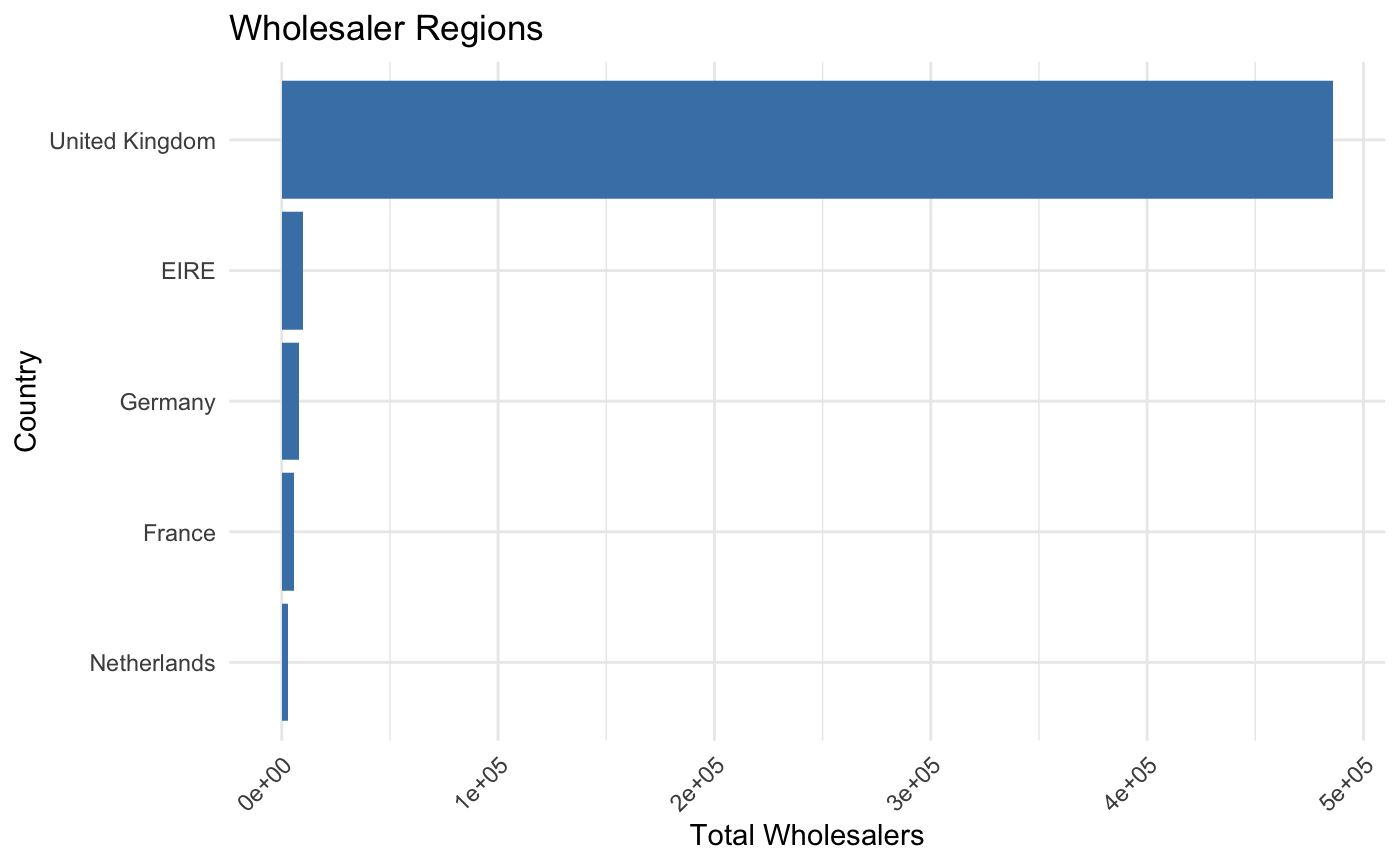 Wholesaler Regions
United Kingdom
EIRE
Germany
France
Netherlands
Country
0e+00
1e+05
2e+05
3e+05
4e+05
5e+05
Total Wholesalers